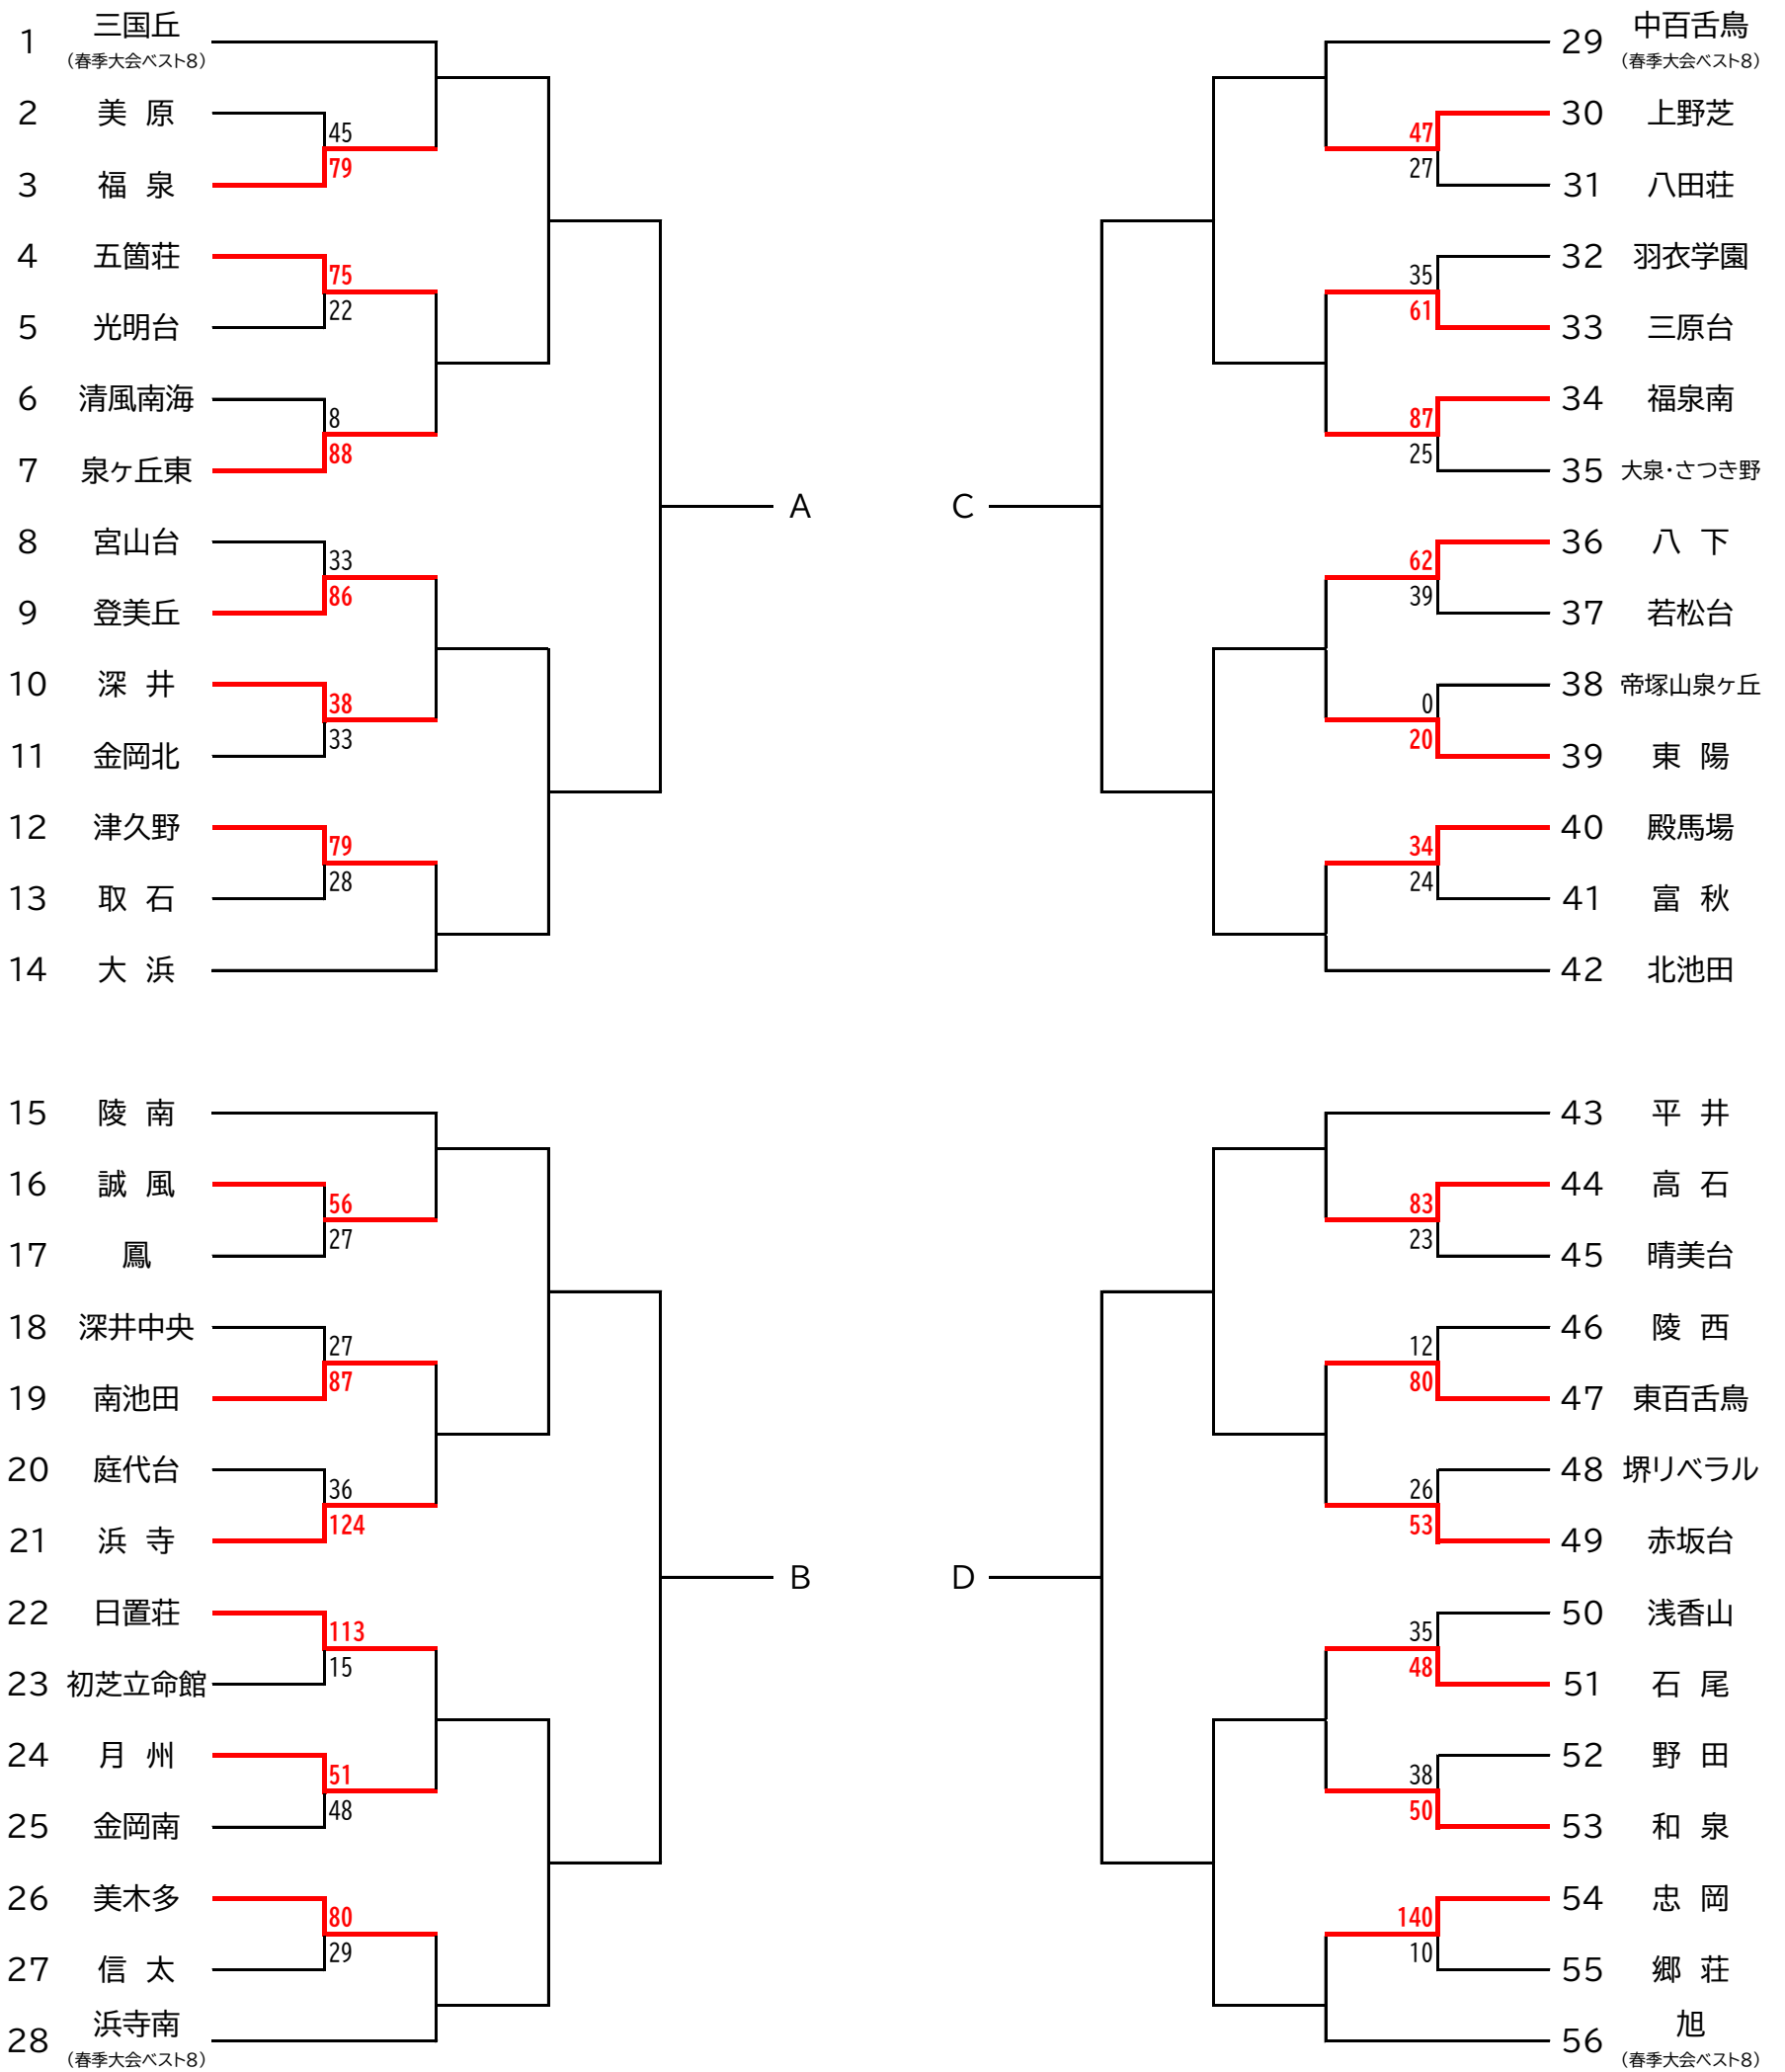 1 三国丘
（春季大会ベスト8）
2 美 原
45
79
3 福 泉
4 五箇荘
75
22
5 光明台
6 清風南海
8
88
7 泉ヶ丘東
8 宮山台
33
86
9 登美丘
10 深 井
38
33
11 金岡北
12 津久野
79
28
13 取 石
14 大 浜
A
15 陵 南
16 誠 風
56
27
17 鳳
18 深井中央
27
87
19 南池田
20 庭代台
36
124
21 浜 寺
22 日置荘
113
15
23 初芝立命館
24 月 州
51
48
25 金岡南
26 美木多
80
29
27 信 太
28 浜寺南
（春季大会ベスト8）
B
29 中百舌鳥
（春季大会ベスト8）
30 上野芝
47
27
31 八田荘
32 羽衣学園
35
61
33 三原台
34 福泉南
87
25
35 大泉・さつき野
36 八 下
62
39
37 若松台
38 帝塚山泉ヶ丘
0
20
39 東 陽
40 殿馬場
34
24
41 富 秋
42 北池田
C
43 平 井
44 高 石
83
23
45 晴美台
46 陵 西
12
80
47 東百舌鳥
48 堺リベラル
26
53
49 赤坂台
50 浅香山
35
48
51 石 尾
52 野 田
38
50
53 和 泉
54 忠 岡
140
10
55 郷 荘
56 旭
（春季大会ベスト8）
D